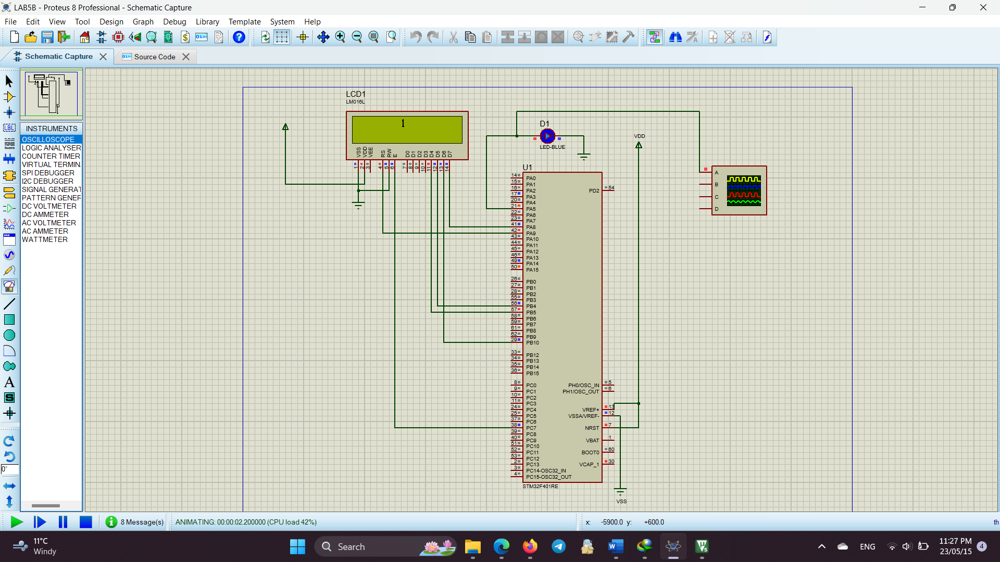 LAB5B - Proteus 8 Professional - Schematic Capture
File Edit View Tool Design Graph Debug Library Template System Help
Schematic Capture
Source Code
INSTRUMENTS
OSCILLOSCOPE
LOGIC ANALYSER
COUNTER TIMER
VIRTUAL TERMIN
SPI DEBUGGER
I2C DEBUGGER
SIGNAL GENERAT
PATTERN GENER
DC VOLTMETER
DC AMMETER
AC VOLTMETER
AC AMMETER
WATTMETER
LBL
A
S
0°
LCD1
LM016L
1
VSS VDD VEE RS RW E D0 D1 D2 D3 D4 D5 D6 D7
1 2 3 4 5 6 7 8 9 10 11 12 13 14
D1
LED-BLUE
VDD
A
B
C
D
U1
14 PA0
15 PA1
16 PA2
17 PA3
20 PA4
21 PA5
22 PA6
23 PA7
41 PA8
42 PA9
43 PA10
44 PA11
45 PA12
46 PA13
49 PA14
50 PA15
26 PB0
27 PB1
28 PB2
55 PB3
56 PB4
57 PB5
58 PB6
59 PB7
61 PB8
62 PB9
29 PB10
33 PB12
34 PB13
35 PB14
36 PB15
8 PC0
9 PC1
10 PC2
11 PC3
24 PC4
25 PC5
37 PC6
38 PC7
39 PC8
40 PC9
51 PC10
52 PC11
53 PC12
2 PC13
3 PC14-OSC32_IN
4 PC15-OSC32_OUT
PD2 54
PH0/OSC_IN 5
PH1/OSC_OUT 6
VREF+ 13
VSSA/VREF- 12
NRST 7
VBAT 1
BOOT0 60
VCAP_1 30
STM32F401RE
VSS
8 Message(s)
ANIMATING: 00:00:02.200000 (CPU load 42%)
x: -5900.0 y: +600.0
th
11°C
Windy
Search
ENG
11:27 PM
23/05/15
4